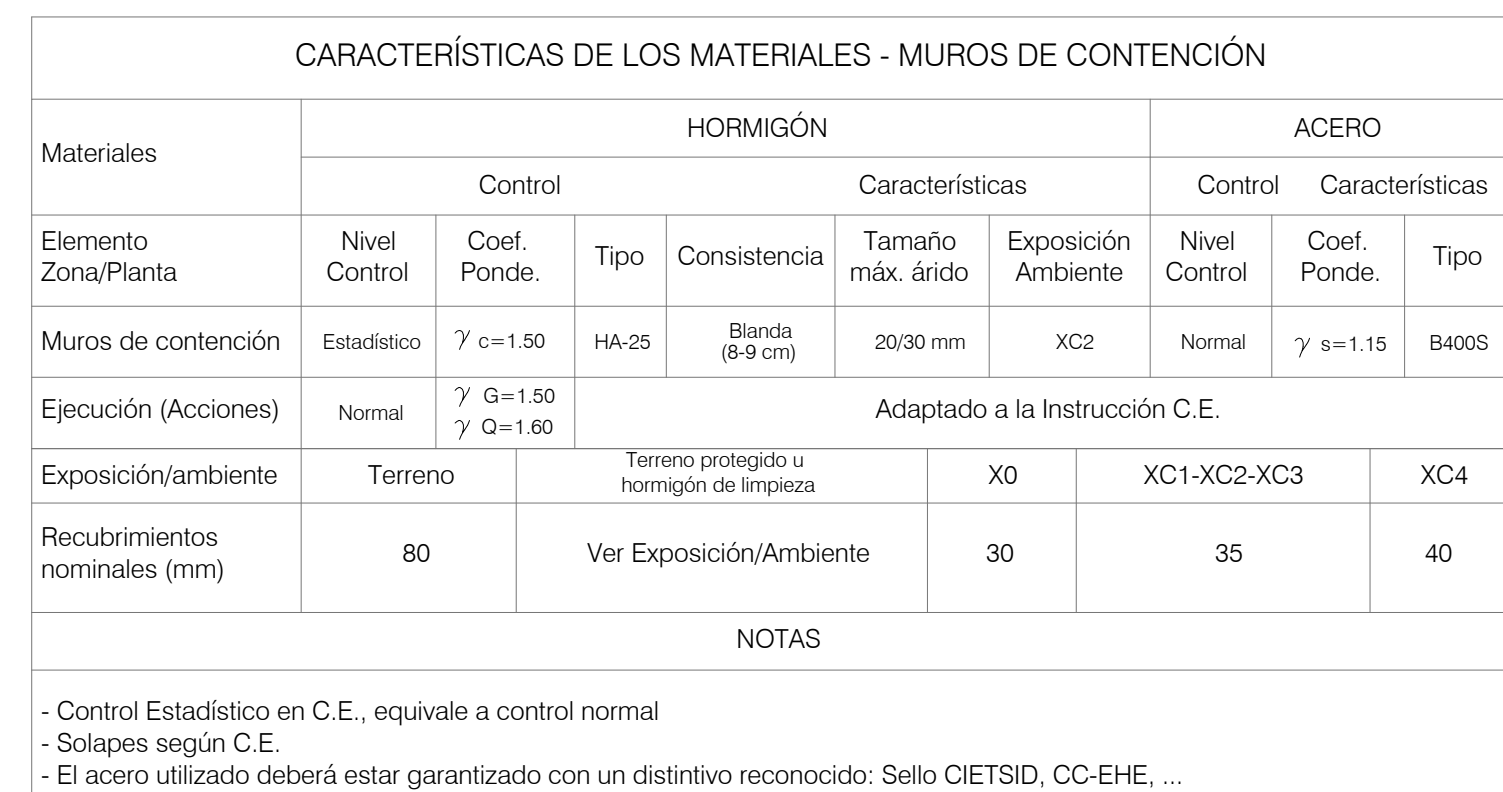 CARACTERÍSTICAS DE LOS MATERIALES - MUROS DE CONTENCIÓN
Materiales
HORMIGÓN
ACERO
Control
Características
Control
Características
Elemento
Zona/Planta
Nivel
Control
Coef.
Ponde.
Tipo
Consistencia
Tamaño
máx. árido
Exposición
Ambiente
Nivel
Control
Coef.
Ponde.
Tipo
Muros de contención
Estadístico
γ c=1.50
HA-25
Blanda
(8-9 cm)
20/30 mm
XC2
Normal
γ s=1.15
B400S
Ejecución (Acciones)
Normal
γ G=1.50
γ Q=1.60
Adaptado a la Instrucción C.E.
Exposición/ambiente
Terreno
Terreno protegido u
hormigón de limpieza
X0
XC1-XC2-XC3
XC4
Recubrimientos
nominales (mm)
80
Ver Exposición/Ambiente
30
35
40
NOTAS
- Control Estadístico en C.E., equivale a control normal
- Solapes según C.E.
- El acero utilizado deberá estar garantizado con un distintivo reconocido: Sello CIETSID, CC-EHE, ...